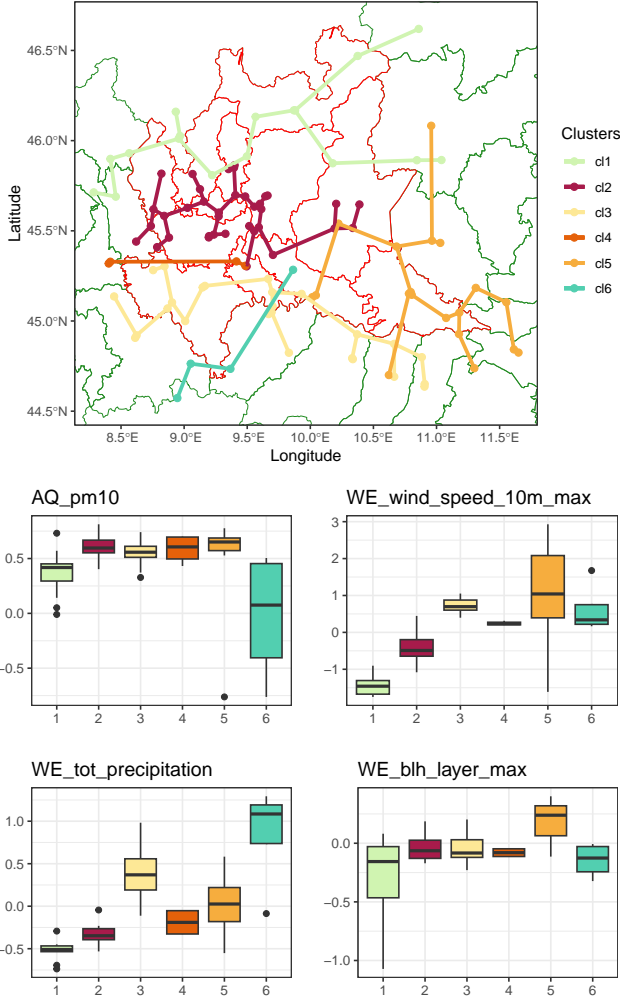 46.5°N
46.0°N
45.5°N
45.0°N
44.5°N
Latitude
8.5°E 9.0°E 9.5°E 10.0°E 10.5°E 11.0°E 11.5°E
Longitude
Clusters
cl1
cl2
cl3
cl4
cl5
cl6
AQ_pm10
0.5
0.0
−0.5
1 2 3 4 5 6
WE_wind_speed_10m_max
3
2
1
0
−1
1 2 3 4 5 6
WE_tot_precipitation
1.0
0.5
0.0
−0.5
1 2 3 4 5 6
WE_blh_layer_max
0.0
−0.5
−1.0
1 2 3 4 5 6